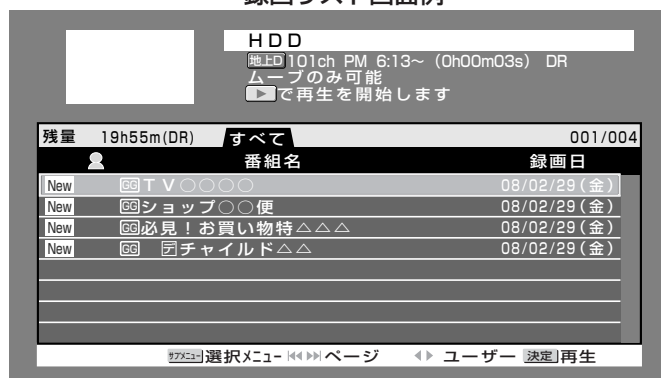 録画リスト画面例
HDD
地上D 101ch PM 6:13~ (0h00m03s) DR
ムーブのみ可能
▶で再生を開始します
残量 19h55m(DR) すべて 001/004
番組名 録画日
New GG TV○○○○ 08/02/29(金)
New GG ショップ○○便 08/02/29(金)
New GG 必見!お買い物特△△△ 08/02/29(金)
New GG デチャイルド△△ 08/02/29(金)
サブメニュー 選択メニュー ⏮⏭ページ ◀▶ ユーザー 決定 再生